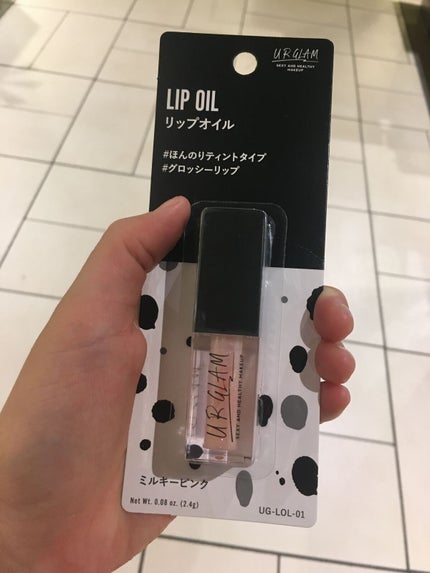 URGLAM
SEXY AND HEALTHY
MAKEUP
LIP OIL
リップオイル
#ほんのりティントタイプ
#グロッシーリップ
URGLAM
SEXY AND HEALTHY MAKEUP
ミルキーピンク
Net Wt. 0.08 oz. (2.4g)
UG-LOL-01